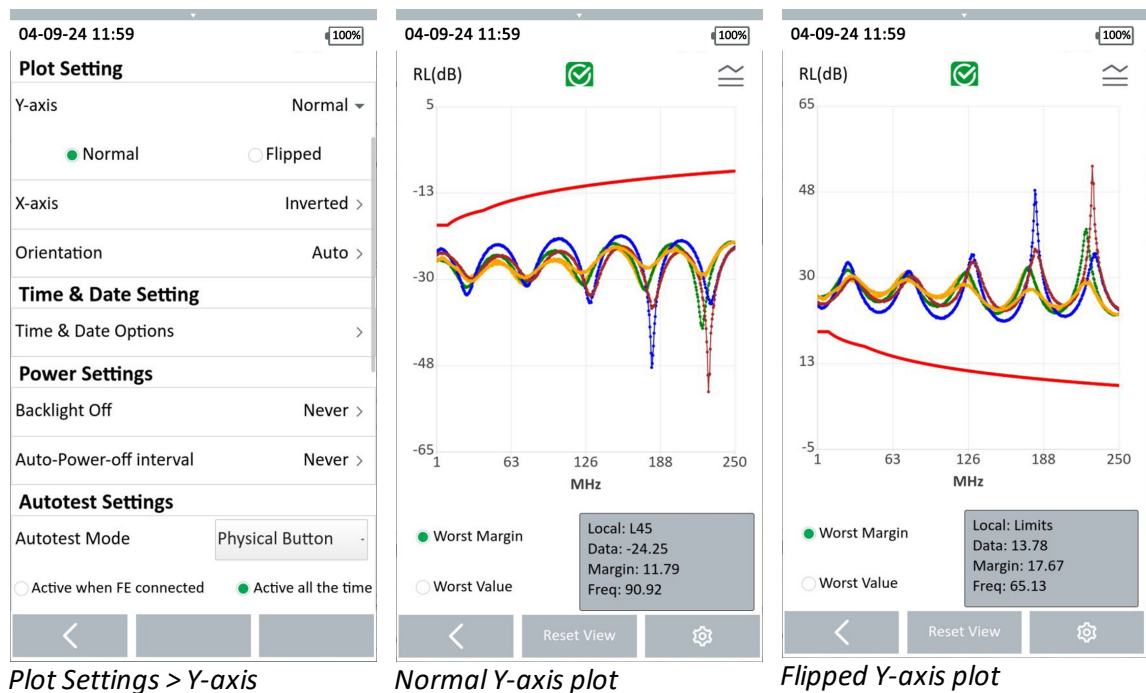 04-09-24 11:59 100%
Plot Setting
Y-axis Normal
Normal Flipped
X-axis Inverted >
Orientation Auto >
Time & Date Setting
Time & Date Options >
Power Settings
Backlight Off Never >
Auto-Power-off interval Never >
Autotest Settings
Autotest Mode Physical Button
Active when FE connected Active all the time
Plot Settings > Y-axis
04-09-24 11:59 100%
RL(dB)
5
-13
-30
-48
-65
1 63 126 188 250
MHz
Worst Margin
Worst Value
Local: L45
Data: -24.25
Margin: 11.79
Freq: 90.92
Reset View
Normal Y-axis plot
04-09-24 11:59 100%
RL(dB)
65
48
30
13
-5
1 63 126 188 250
MHz
Worst Margin
Worst Value
Local: Limits
Data: 13.78
Margin: 17.67
Freq: 65.13
Reset View
Flipped Y-axis plot